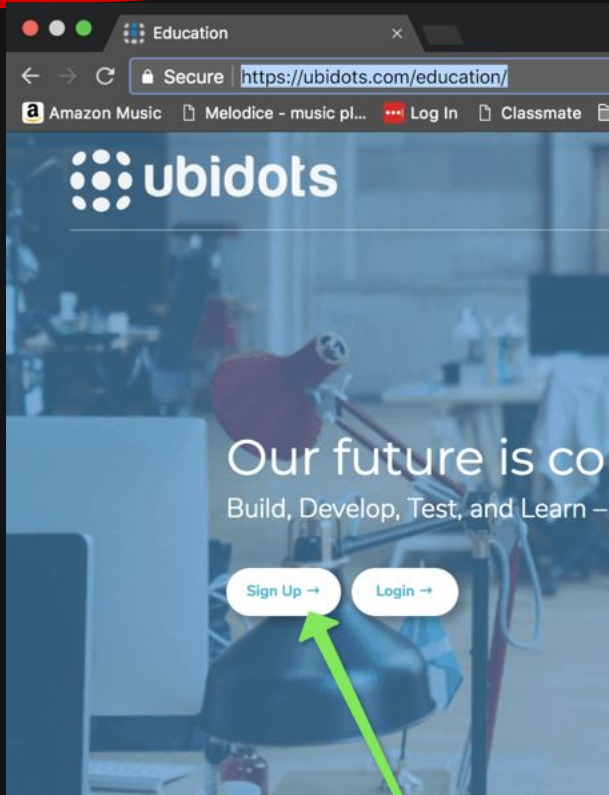 Education
Secure https://ubidots.com/education/
Amazon Music Melodice - music pl... Log In Classmate
ubidots
Our future is co
Build, Develop, Test, and Learn –
Sign Up → Login →